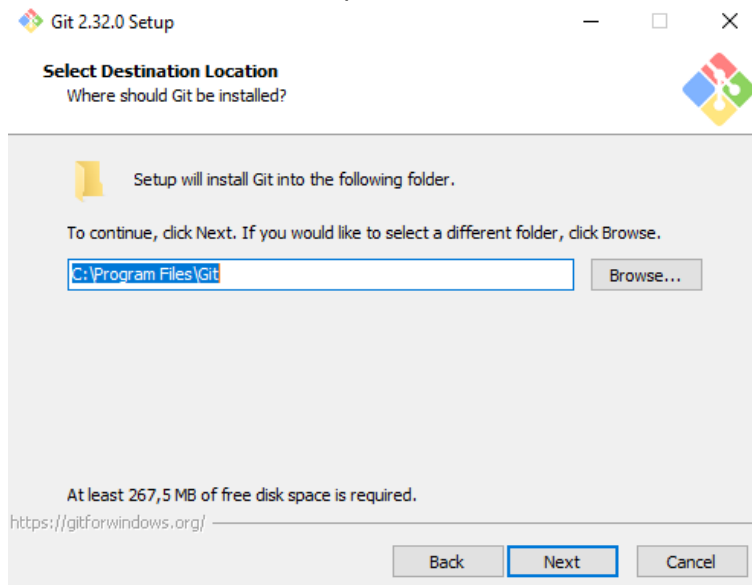 Git 2.32.0 Setup
Select Destination Location
Where should Git be installed?
Setup will install Git into the following folder.
To continue, click Next. If you would like to select a different folder, click Browse.
C:\Program Files\Git
Browse...
At least 267,5 MB of free disk space is required.
https://gitforwindows.org/
Back Next Cancel